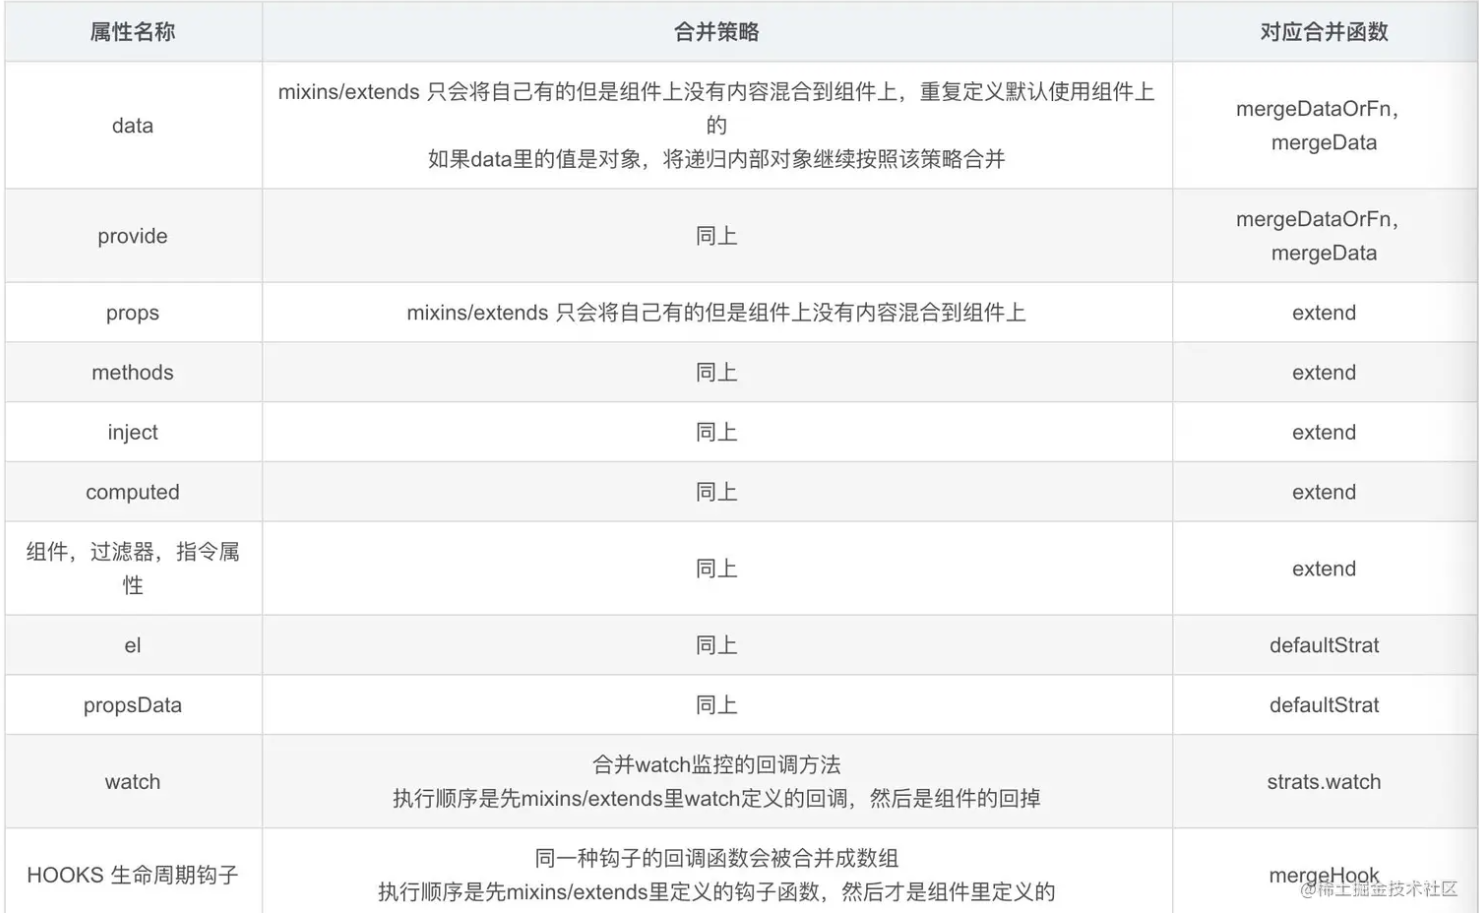 属性名称 合并策略 对应合并函数
data
mixins/extends 只会将自己有的但是组件上没有内容混合到组件上，重复定义默认使用组件上
的
如果data里的值是对象，将递归内部对象继续按照该策略合并
mergeDataOrFn，
mergeData
provide
同上
mergeDataOrFn，
mergeData
props
mixins/extends 只会将自己有的但是组件上没有内容混合到组件上
extend
methods
同上
extend
inject
同上
extend
computed
同上
extend
组件，过滤器，指令属
性
同上
extend
el
同上
defaultStrat
propsData
同上
defaultStrat
watch
合并watch监控的回调方法
执行顺序是先mixins/extends里watch定义的回调，然后是组件的回掉
strats.watch
HOOKS 生命周期钩子
同一种钩子的回调函数会被合并成数组
执行顺序是先mixins/extends里定义的钩子函数，然后才是组件里定义的
mergeHook
@稀土掘金技术社区